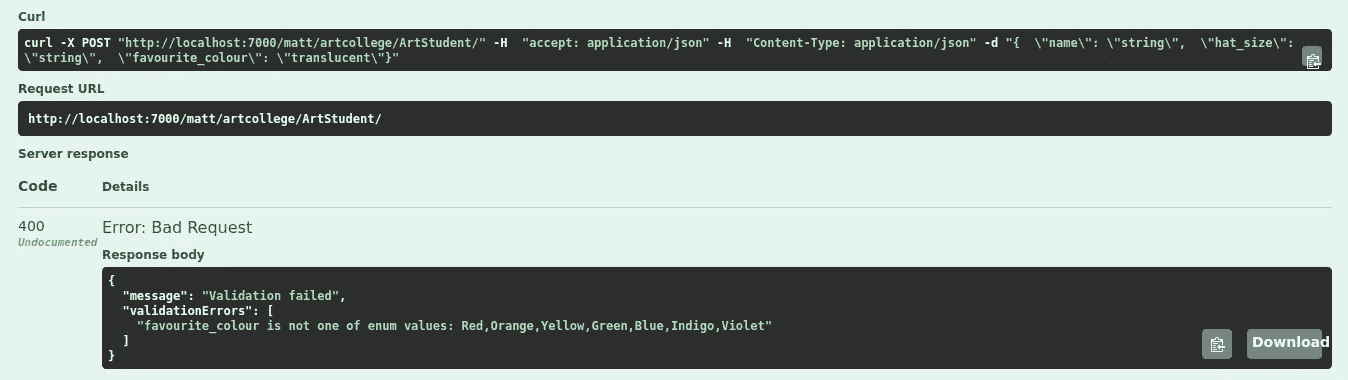 Curl
curl -X POST "http://localhost:7000/matt/artcollege/ArtStudent/" -H  "accept: application/json" -H  "Content-Type: application/json" -d "{  \"name\": \"string\",  \"hat_size\":
\"string\",  \"favourite_colour\": \"translucent\"}"
Request URL
http://localhost:7000/matt/artcollege/ArtStudent/
Server response
Code Details
400 Error: Bad Request
Undocumented
Response body
{
  "message": "Validation failed",
  "validationErrors": [
    "favourite_colour is not one of enum values: Red,Orange,Yellow,Green,Blue,Indigo,Violet"
  ]
}
Download